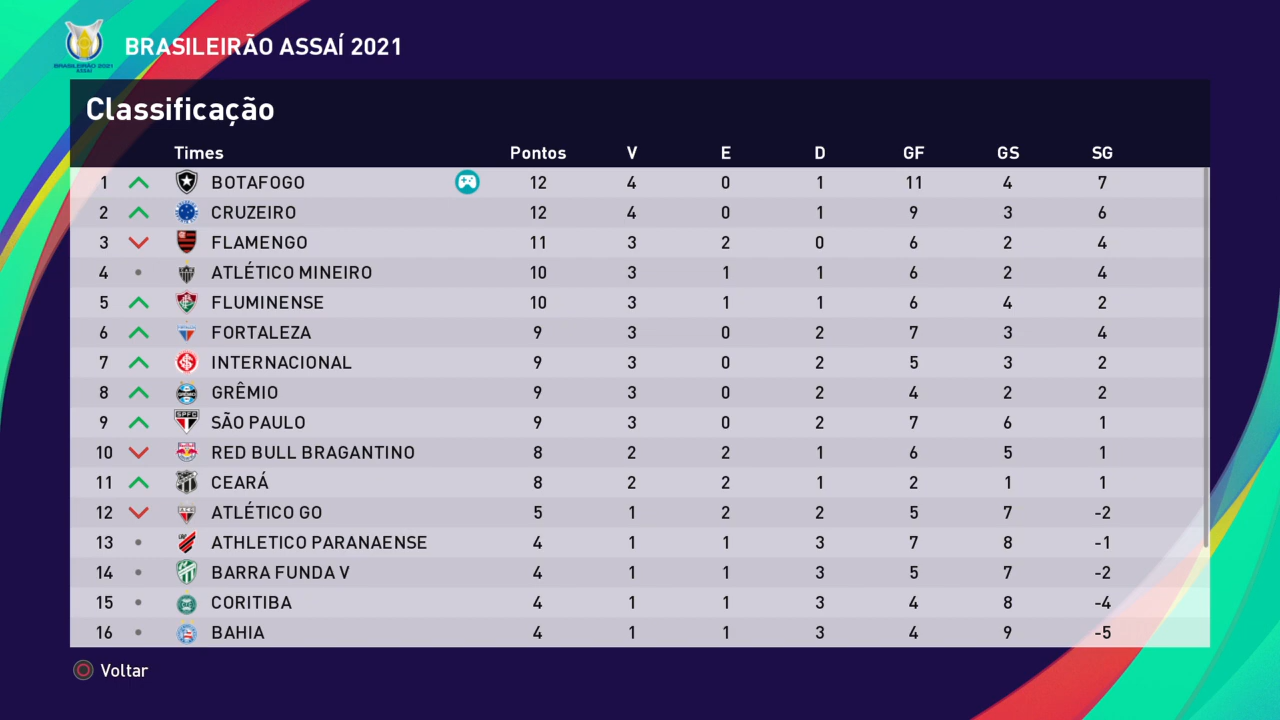 BRASILEIRÃO 2021
ASSAÍ
BRASILEIRÃO ASSAÍ 2021
Classificação
Times Pontos V E D GF GS SG
1 BOTAFOGO 12 4 0 1 11 4 7
2 CRUZEIRO 12 4 0 1 9 3 6
3 FLAMENGO 11 3 2 0 6 2 4
4 ATLÉTICO MINEIRO 10 3 1 1 6 2 4
5 FLUMINENSE 10 3 1 1 6 4 2
6 FORTALEZA 9 3 0 2 7 3 4
7 INTERNACIONAL 9 3 0 2 5 3 2
8 GRÊMIO 9 3 0 2 4 2 2
9 SPFC SÃO PAULO 9 3 0 2 7 6 1
10 RED BULL BRAGANTINO 8 2 2 1 6 5 1
11 CEARÁ 8 2 2 1 2 1 1
12 ATLÉTICO GO 5 1 2 2 5 7 -2
13 ATHLETICO PARANAENSE 4 1 1 3 7 8 -1
14 BARRA FUNDA V 4 1 1 3 5 7 -2
15 CORITIBA 4 1 1 3 4 8 -4
16 BAHIA 4 1 1 3 4 9 -5
Voltar